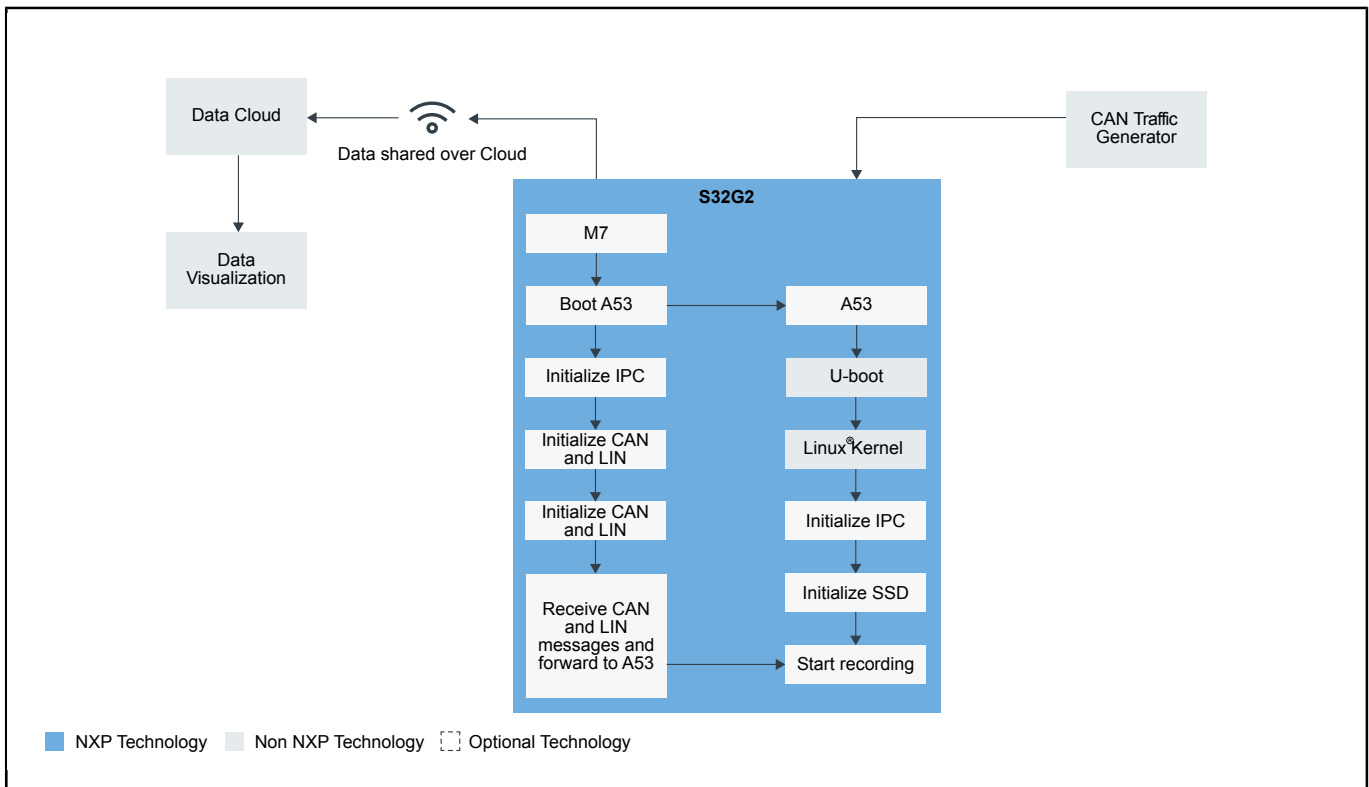 Data Cloud
Data shared over Cloud
CAN Traffic
Generator
Data
Visualization
S32G2
M7
Boot A53
A53
Initialize IPC
U-boot
Initialize CAN
and LIN
Linux® Kernel
Initialize CAN
and LIN
Initialize IPC
Receive CAN
and LIN
messages and
forward to A53
Initialize SSD
Start recording
NXP Technology
Non NXP Technology
Optional Technology